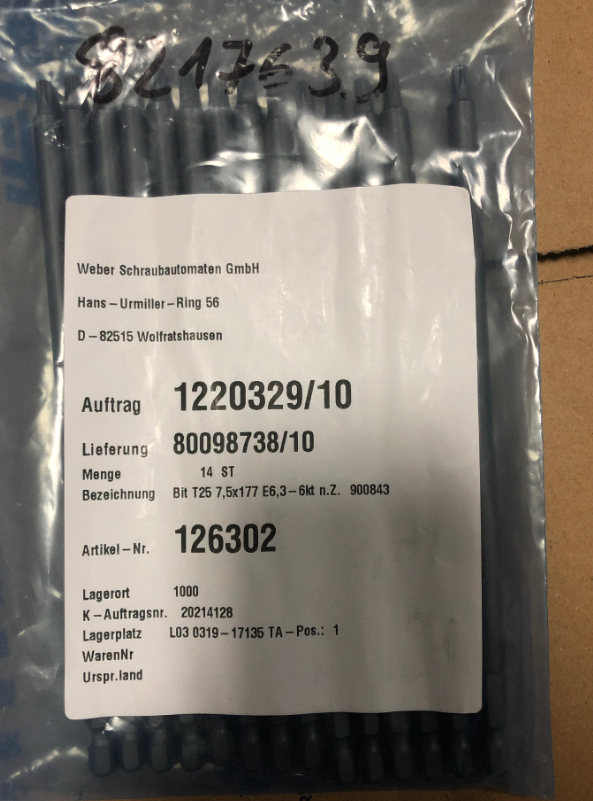 8217639
Weber Schraubautomaten GmbH
Hans-Urmiller-Ring 56
D-82515 Wolfratshausen
Auftrag 1220329/10
Lieferung 80098738/10
Menge 14 ST
Bezeichnung Bit T25 7,5x177 E6,3-6kt n.Z. 900843
Artikel-Nr. 126302
Lagerort 1000
K-Auftragsnr. 20214128
Lagerplatz L03 0319-17135 TA-Pos.: 1
WarenNr
Urspr.land